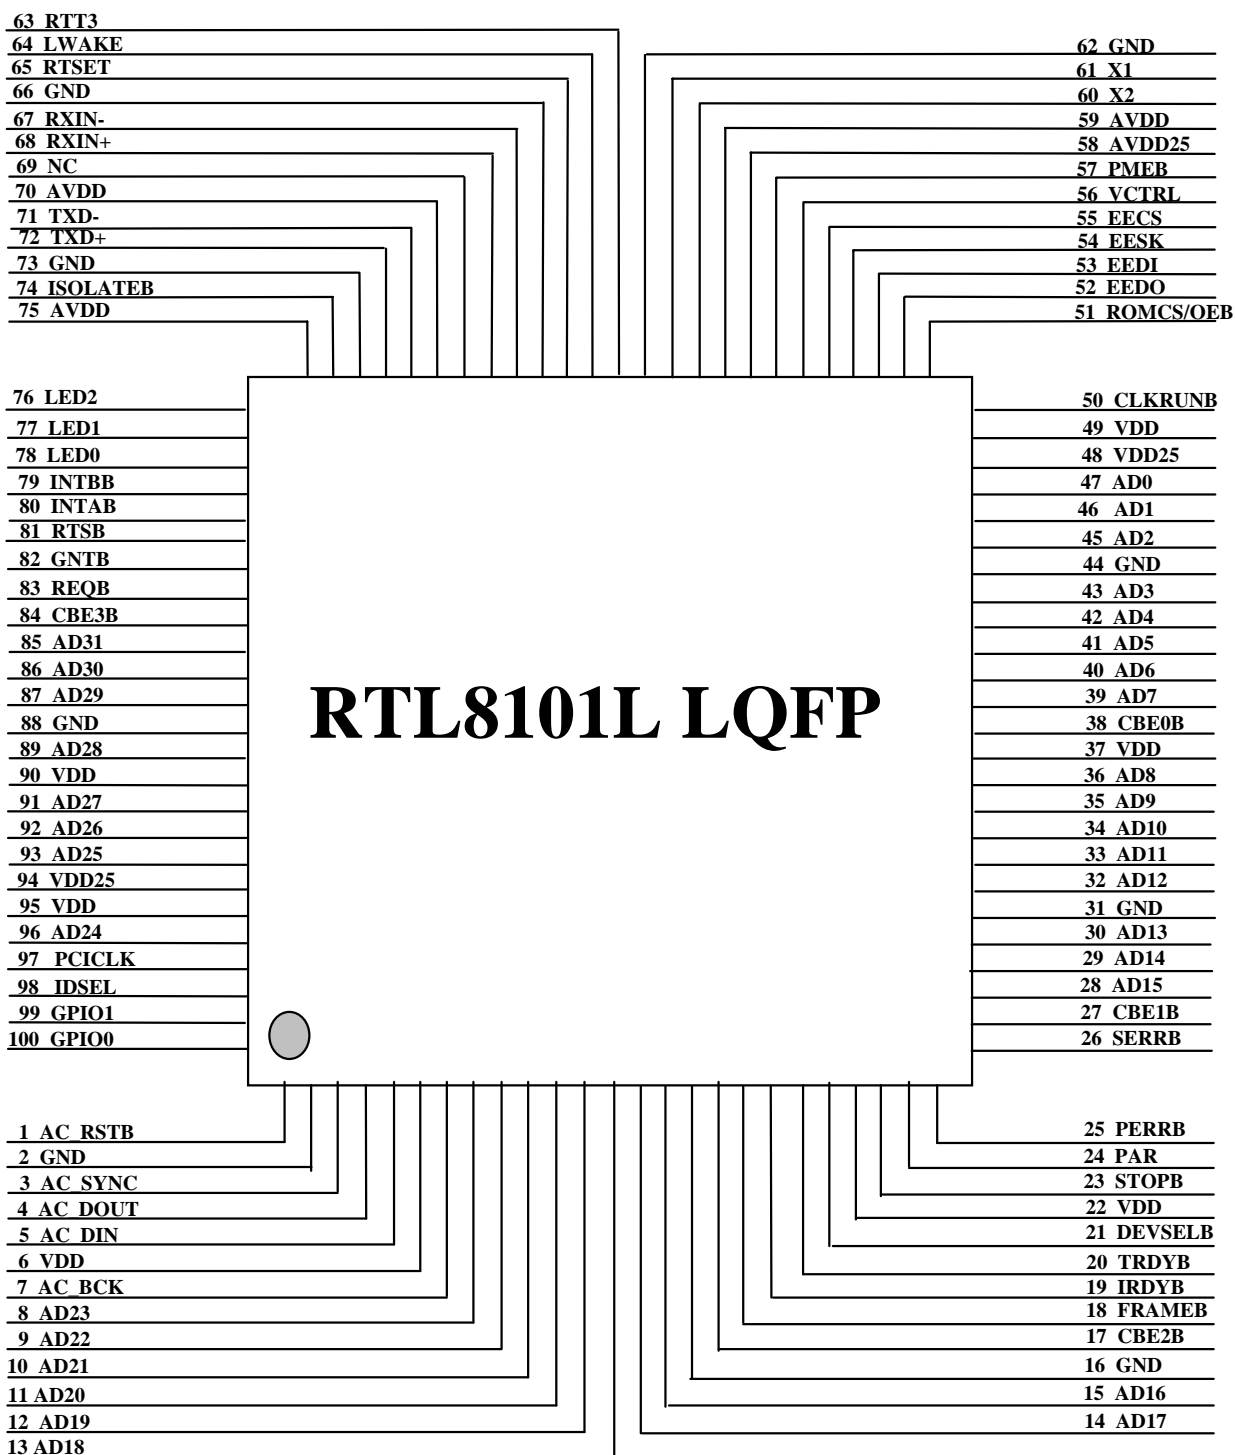 63 RTT3
64 LWAKE
65 RTSET
66 GND
67 RXIN-
68 RXIN+
69 NC
70 AVDD
71 TXD-
72 TXD+
73 GND
74 ISOLATEB
75 AVDD
62 GND
61 X1
60 X2
59 AVDD
58 AVDD25
57 PMEB
56 VCTRL
55 EECS
54 EESK
53 EEDI
52 EEDO
51 ROMCS/OEB
76 LED2
77 LED1
78 LED0
79 INTBB
80 INTAB
81 RTSB
82 GNTB
83 REQB
84 CBE3B
85 AD31
86 AD30
87 AD29
88 GND
89 AD28
90 VDD
91 AD27
92 AD26
93 AD25
94 VDD25
95 VDD
96 AD24
97 PCICLK
98 IDSEL
99 GPIO1
100 GPIO0
RTL8101L LQFP
50 CLKRUNB
49 VDD
48 VDD25
47 AD0
46 AD1
45 AD2
44 GND
43 AD3
42 AD4
41 AD5
40 AD6
39 AD7
38 CBE0B
37 VDD
36 AD8
35 AD9
34 AD10
33 AD11
32 AD12
31 GND
30 AD13
29 AD14
28 AD15
27 CBE1B
26 SERRB
1 AC_RSTB
2 GND
3 AC_SYNC
4 AC_DOUT
5 AC_DIN
6 VDD
7 AC_BCK
8 AD23
9 AD22
10 AD21
11 AD20
12 AD19
13 AD18
25 PERRB
24 PAR
23 STOPB
22 VDD
21 DEVSELB
20 TRDYB
19 IRDYB
18 FRAMEB
17 CBE2B
16 GND
15 AD16
14 AD17